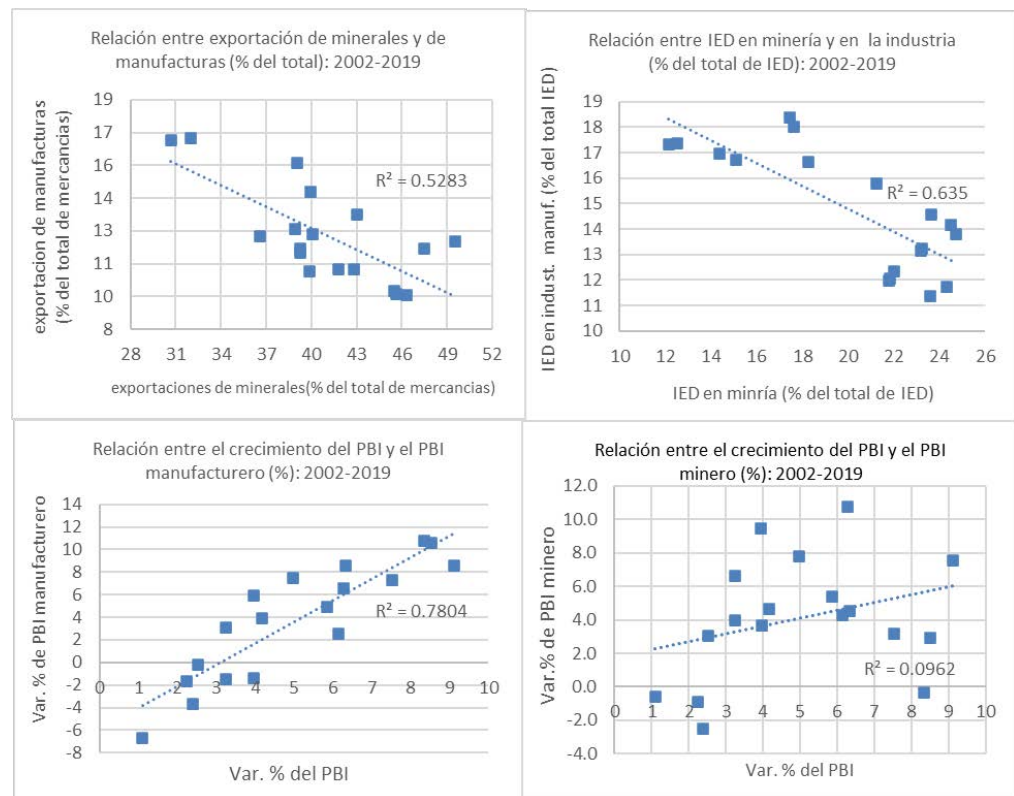 Relación entre exportación de minerales y de
manufacturas (% del total): 2002-2019
exportacion de manufacturas
(% del total de mercancias)
19
17
16
14
13
11
10
8
R² = 0.5283
28 31 34 37 40 43 46 49 52
exportaciones de minerales(% del total de mercancias)
Relación entre IED en minería y en la industria
(% del total de IED): 2002-2019
IED en indust. manuf. (% del total IED)
19
18
17
16
15
14
13
12
11
10
R² = 0.635
10 12 14 16 18 20 22 24 26
IED en minría (% del total de IED)
Relación entre el crecimiento del PBI y el PBI
manufacturero (%): 2002-2019
Var. % de PBI manufacturero
14
12
10
8
6
4
2
0
-2
-4
-6
-8
R² = 0.7804
0 1 2 3 4 5 6 7 8 9 10
Var. % del PBI
Relación entre el crecimiento del PBI y el PBI
minero (%): 2002-2019
Var.% de PBI minero
12.0
10.0
8.0
6.0
4.0
2.0
0.0
-2.0
-4.0
R² = 0.0962
0 1 2 3 4 5 6 7 8 9 10
Var. % del PBI